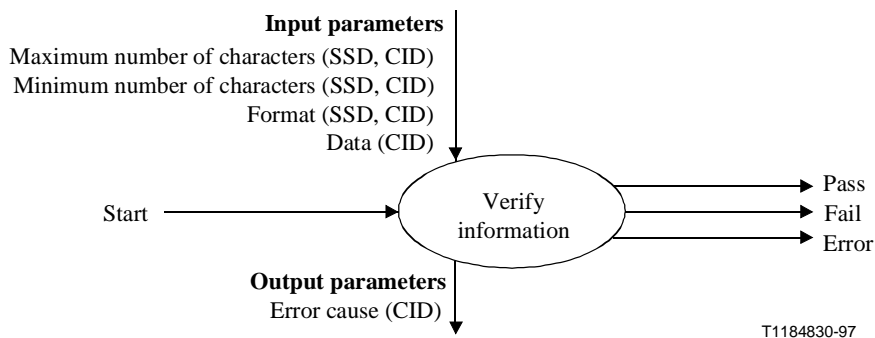 Input parameters
Maximum number of characters (SSD, CID)
Minimum number of characters (SSD, CID)
Format (SSD, CID)
Data (CID)
Start
Verify
information
Pass
Fail
Error
Output parameters
Error cause (CID)
T1184830-97